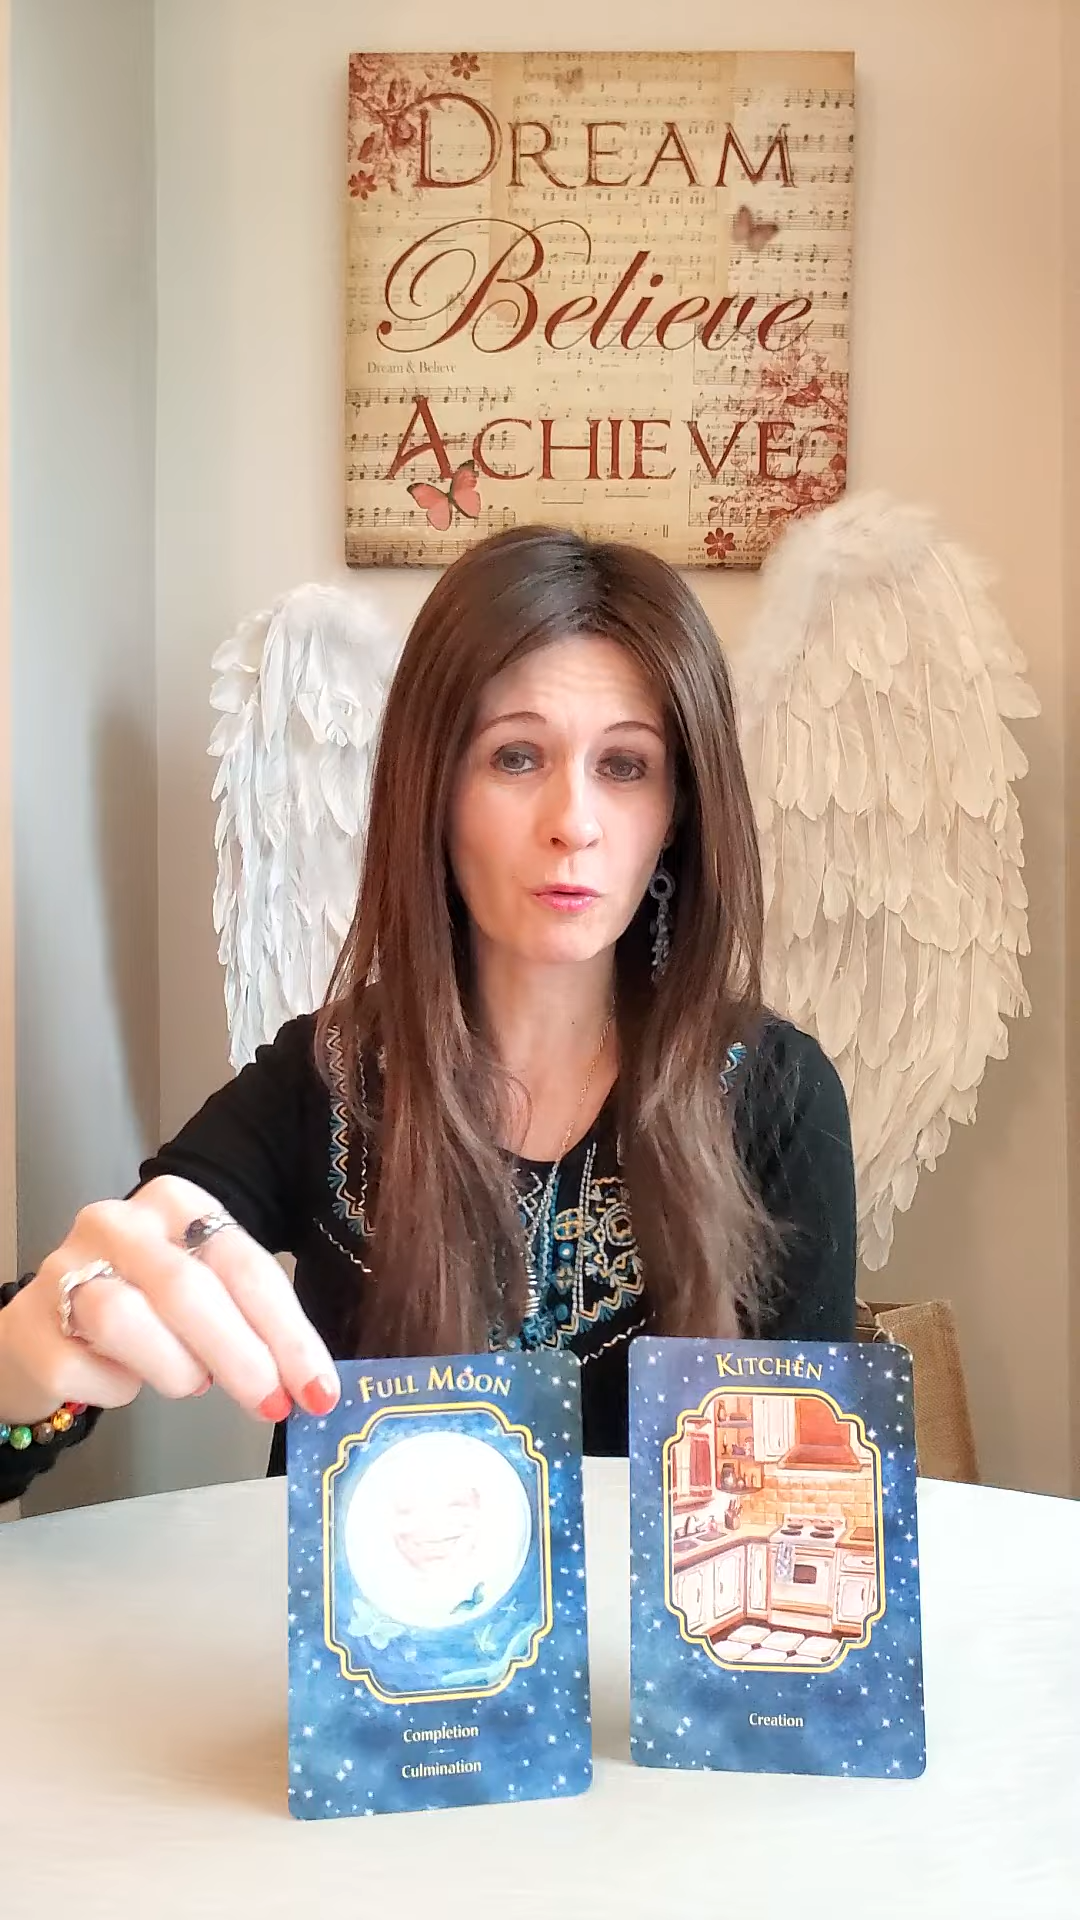 DREAM
Believe
Dream & Believe
ACHIEVE
FULL MOON
Completion
Culmination
KITCHEN
Creation